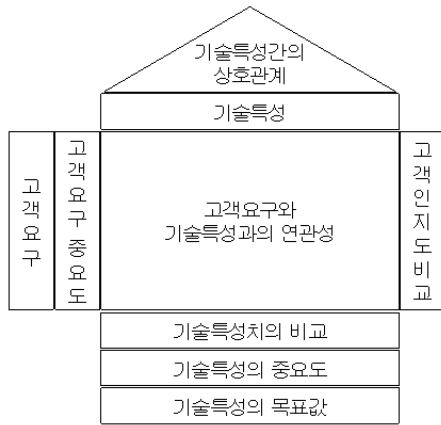 기술특성간의
상호관계
기술특성
고객요구
고객요구 중요도
고객요구와
기술특성과의 연관성
고객인지도비교
기술특성치의 비교
기술특성의 중요도
기술특성의 목표값